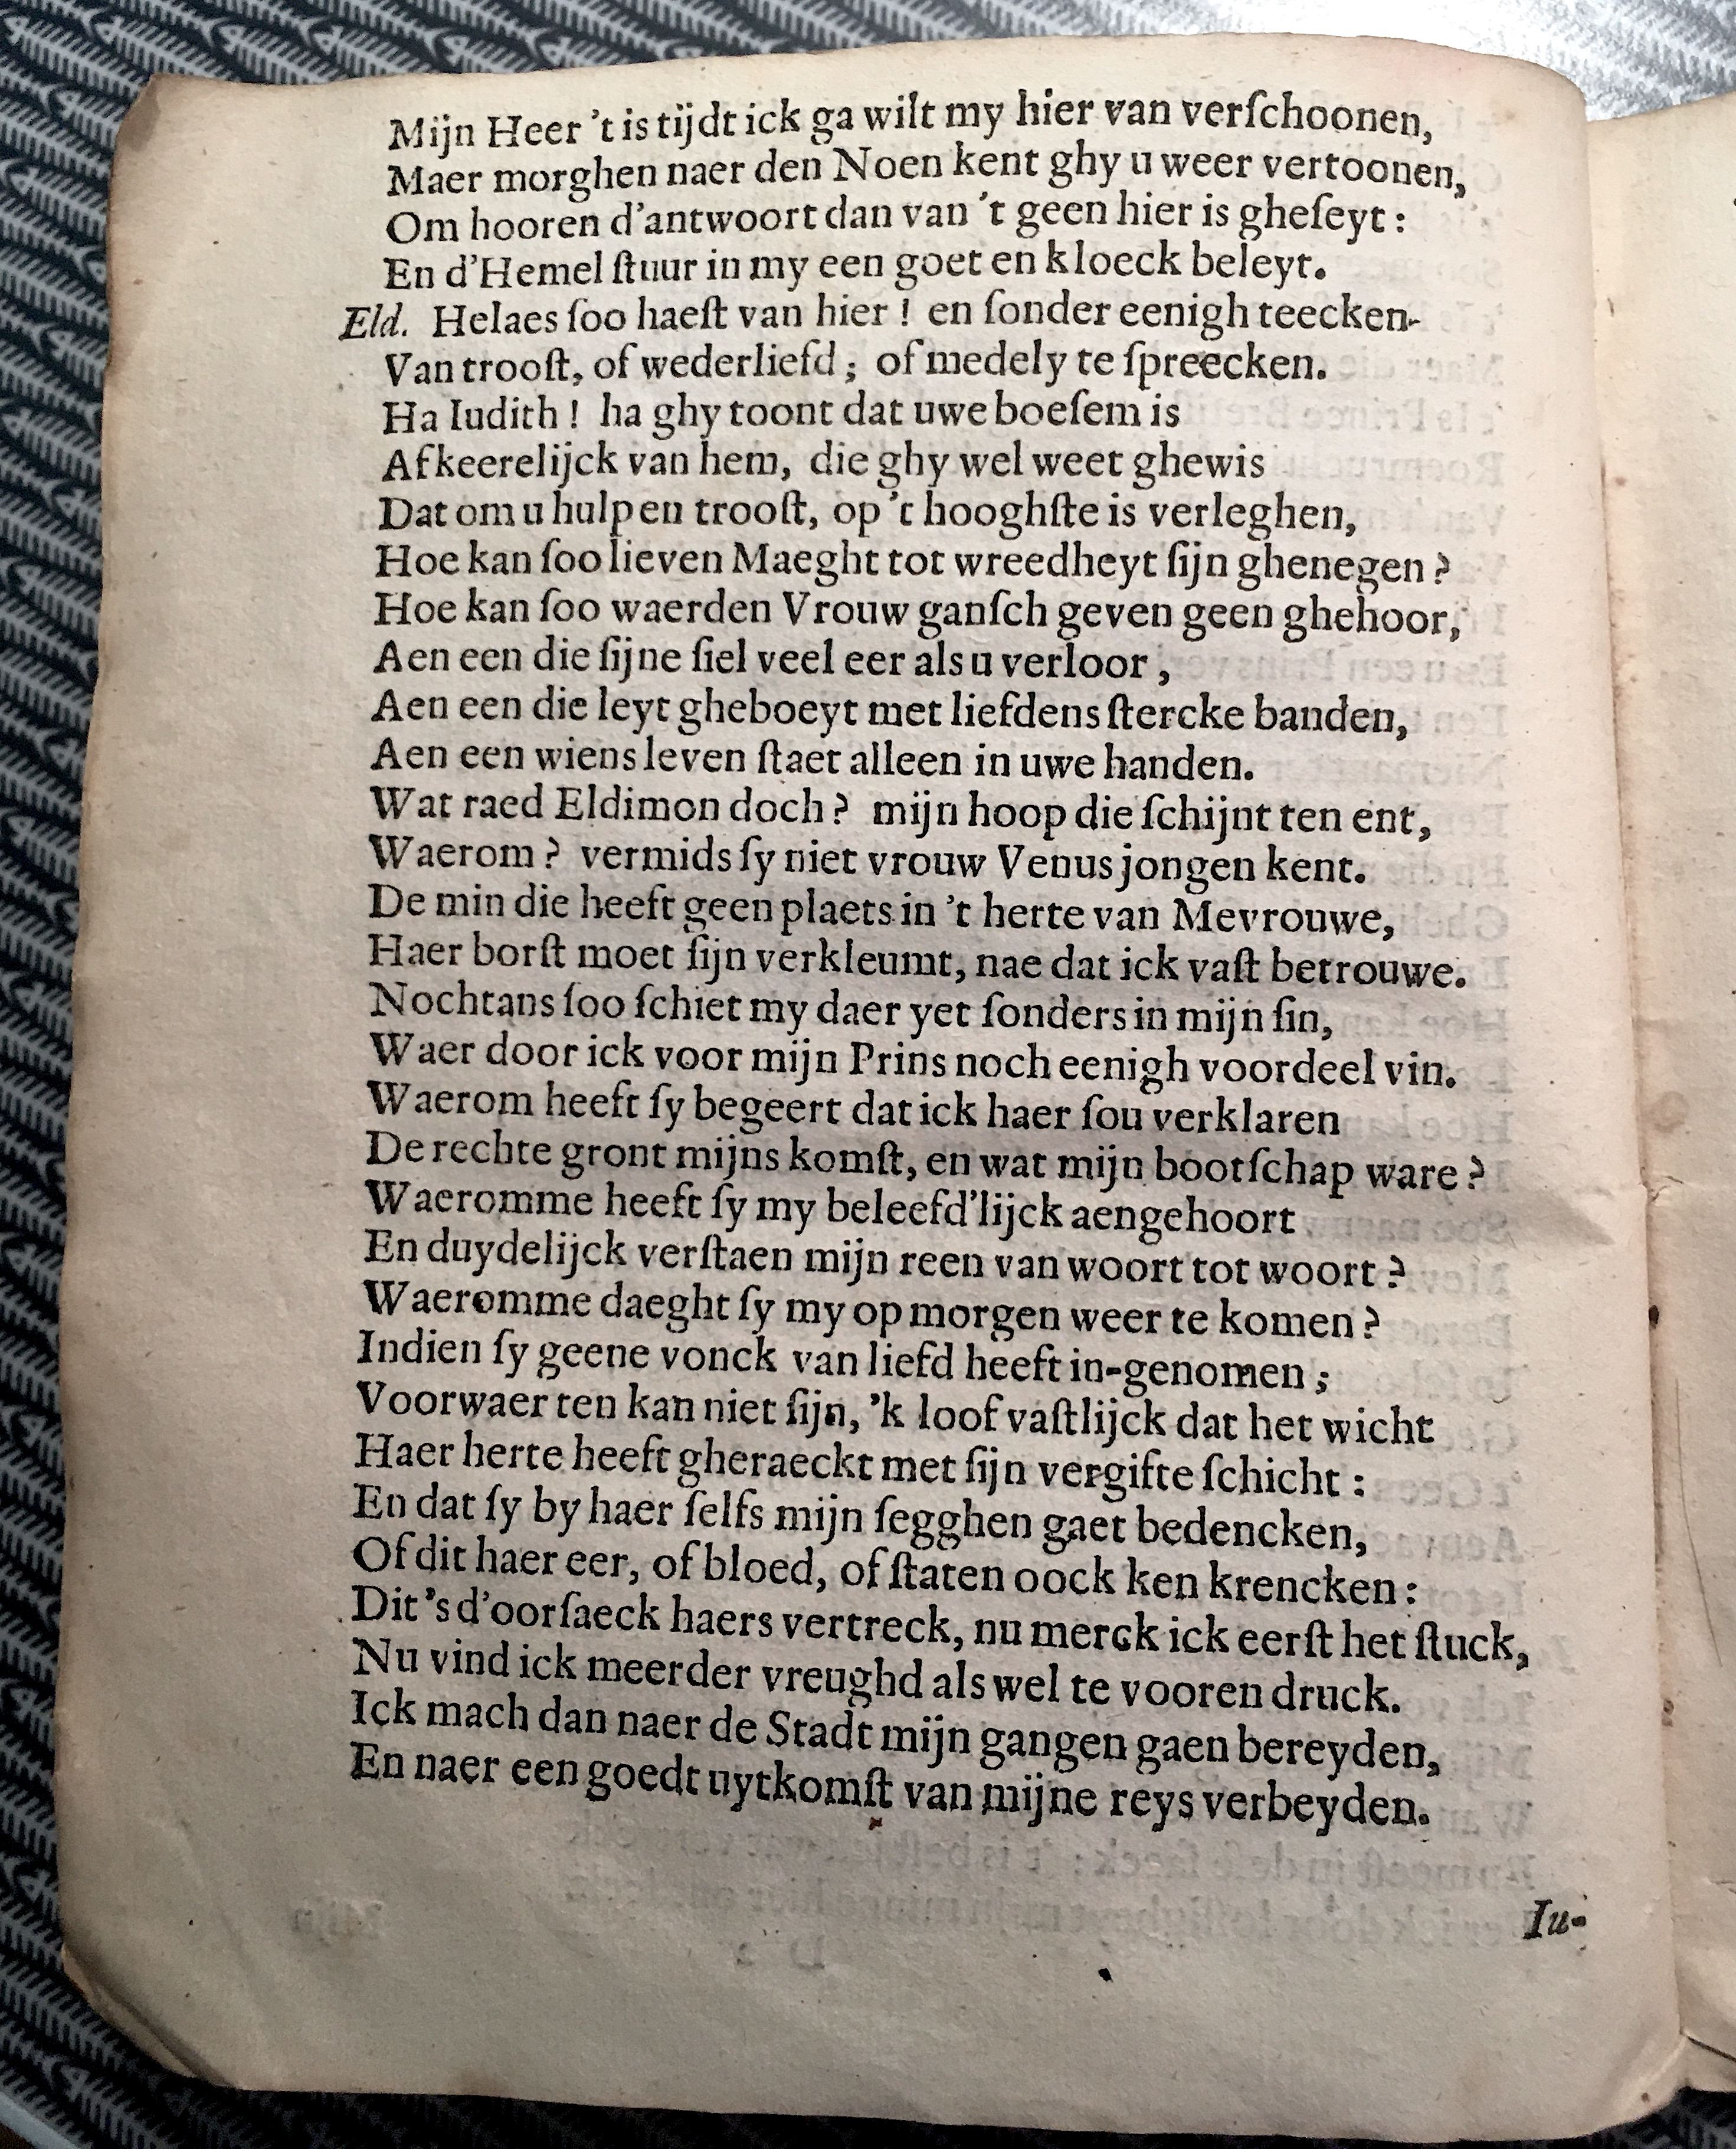 Mijn Heer 't is tijdt ick ga wilt my hier van verſchoonen,
Maer morghen naer den Noen kent ghy u weer vertoonen,
Om hooren d'antwoort dan van 't geen hier is gheſeyt:
En d'Hemel ſtuur in my een goet en kloeck beleyt.
Eld. Helaes ſoo haeſt van hier! en ſonder eenigh teecken-
Van trooſt, of wederliefd; of medely te ſpreecken.
Ha Iudith! ha ghy toont dat uwe boeſem is
Afkeerelijck van hem, die ghy wel weet ghewis
Dat om u hulp en trooſt, op 't hooghſte is verleghen,
Hoe kan ſoo lieven Maeght tot wreedheyt ſijn ghenegen?
Hoe kan ſoo waerden Vrouw ganſch geven geen ghehoor,
Aen een die ſijne ſiel veel eer als u verloor,
Aen een die leyt gheboeyt met liefdens ſtercke banden,
Aen een wiens leven ſtaet alleen in uwe handen.
Wat raed Eldimon doch? mijn hoop die ſchijnt ten ent,
Waerom? vermids ſy niet vrouw Venus jongen kent.
De min die heeft geen plaets in 't herte van Mevrouwe,
Haer borſt moet ſijn verkleumt, nae dat ick vaſt betrouwe.
Nochtans ſoo ſchiet my daer yet ſonders in mijn ſin,
Waer door ick voor mijn Prins noch eenigh voordeel vin.
Waerom heeft ſy begeert dat ick haer ſou verklaren
De rechte gront mijns komſt, en wat mijn bootſchap ware?
Waeromme heeft ſy my beleefd'lijck aengehoort
En duydelijck verſtaen mijn reen van woort tot woort?
Waeromme daeght ſy my op morgen weer te komen?
Indien ſy geene vonck van liefd heeft in-genomen;
Voorwaer ten kan niet ſijn, 'k loof vaſtlijck dat het wicht
Haer herte heeft gheraeckt met ſijn vergifte ſchicht:
En dat ſy by haer ſelfs mijn ſegghen gaet bedencken,
Of dit haer eer, of bloed, of ſtaten oock ken krencken:
Dit 's d'oorſaeck haers vertreck, nu merck ick eerſt het ſtuck,
Nu vind ick meerder vreughd als wel te vooren druck.
Ick mach dan naer de Stadt mijn gangen gaen bereyden,
En naer een goedt uytkomſt van mijne reys verbeyden.
Iu-